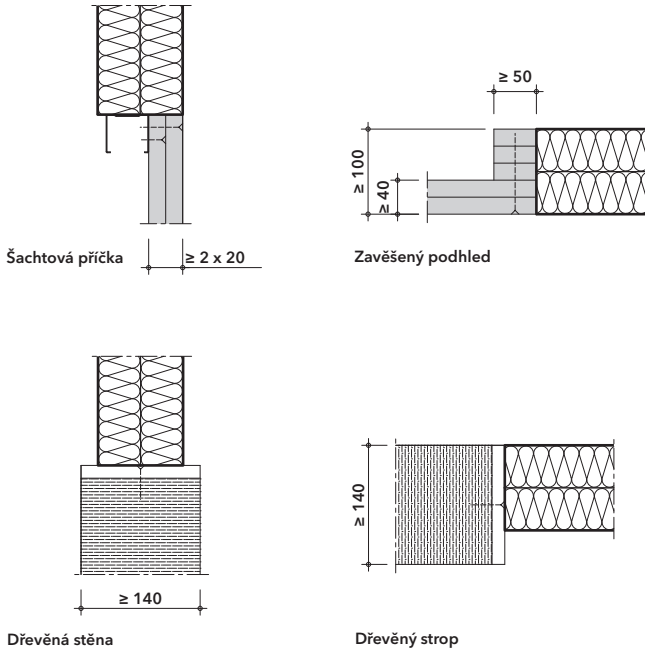 ≥ 50
≥ 100
≥ 40
Šachtová příčka
≥ 2 x 20
Zavěšený podhled
≥ 140
≥ 140
Dřevěná stěna
Dřevěný strop